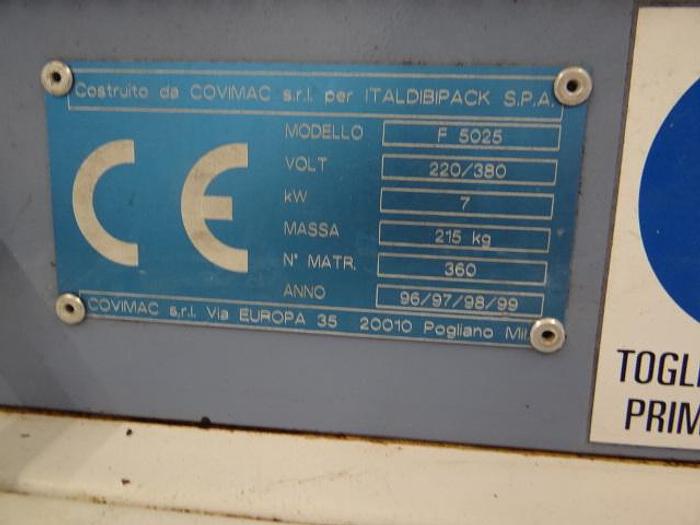 Costruito da COVIMAC s.r.l. per ITALDIBIPACK S.P.A.
CE
MODELLO F 5025
VOLT 220/380
kW 7
MASSA 215 kg
N° MATR. 360
ANNO 96/97/98/99
COVIMAC s.r.l. Via EUROPA 35 20010 Pogliano Mil
TOGL
PRIM